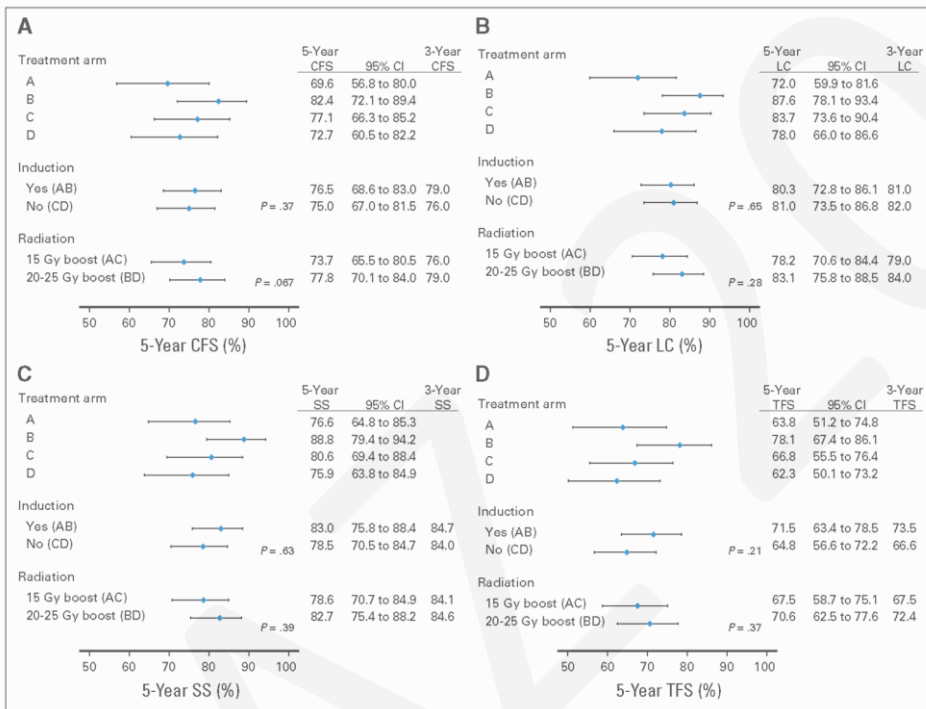 A
5-Year 3-Year
Treatment arm CFS 95% CI CFS
A 69.6 56.8 to 80.0
B 82.4 72.1 to 89.4
C 77.1 66.3 to 85.2
D 72.7 60.5 to 82.2
Induction
Yes (AB) 76.5 68.6 to 83.0 79.0
No (CD) P = .37 75.0 67.0 to 81.5 76.0
Radiation
15 Gy boost (AC) 73.7 65.5 to 80.5 76.0
20-25 Gy boost (BD) P = .067 77.8 70.1 to 84.0 79.0
50 60 70 80 90 100
5-Year CFS (%)
B
5-Year 3-Year
Treatment arm LC 95% CI LC
A 72.0 59.9 to 81.6
B 87.6 78.1 to 93.4
C 83.7 73.6 to 90.4
D 78.0 66.0 to 86.6
Induction
Yes (AB) 80.3 72.8 to 86.1 81.0
No (CD) P = .65 81.0 73.5 to 86.8 82.0
Radiation
15 Gy boost (AC) 78.2 70.6 to 84.4 79.0
20-25 Gy boost (BD) P = .28 83.1 75.8 to 88.5 84.0
50 60 70 80 90 100
5-Year LC (%)
C
5-Year 3-Year
Treatment arm SS 95% CI SS
A 76.6 64.8 to 85.3
B 88.8 79.4 to 94.2
C 80.6 69.4 to 88.4
D 75.9 63.8 to 84.9
Induction
Yes (AB) 83.0 75.8 to 88.4 84.7
No (CD) P = .63 78.5 70.5 to 84.7 84.0
Radiation
15 Gy boost (AC) 78.6 70.7 to 84.9 84.1
20-25 Gy boost (BD) P = .39 82.7 75.4 to 88.2 84.6
50 60 70 80 90 100
5-Year SS (%)
D
5-Year 3-Year
Treatment arm TFS 95% CI TFS
A 63.8 51.2 to 74.8
B 78.1 67.4 to 86.1
C 66.8 55.5 to 76.4
D 62.3 50.1 to 73.2
Induction
Yes (AB) 71.5 63.4 to 78.5 73.5
No (CD) P = .21 64.8 56.6 to 72.2 66.6
Radiation
15 Gy boost (AC) 67.5 58.7 to 75.1 67.5
20-25 Gy boost (BD) P = .37 70.6 62.5 to 77.6 72.4
50 60 70 80 90 100
5-Year TFS (%)